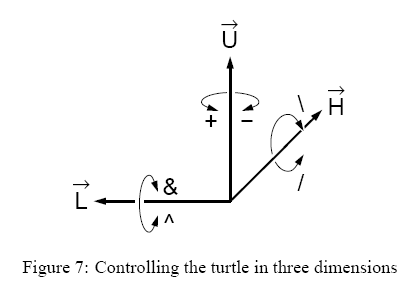 U
+ −
\ H
/
L &
^
Figure 7: Controlling the turtle in three dimensions